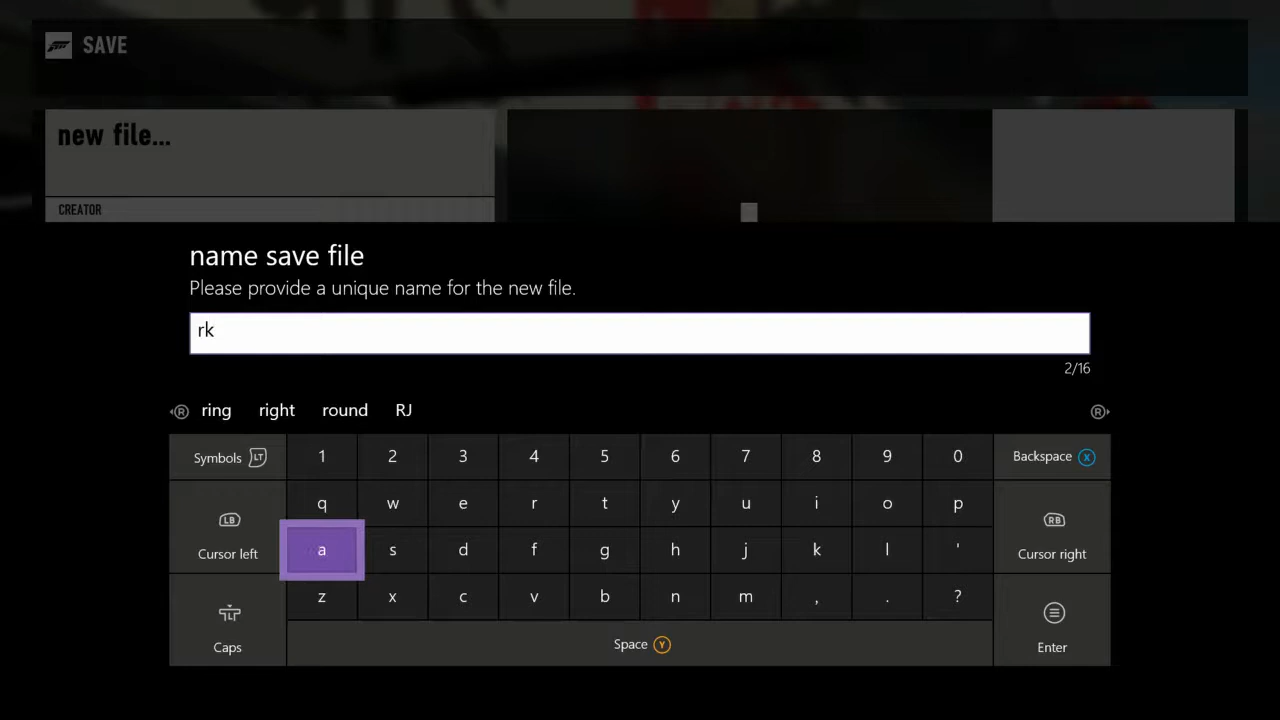 SAVE
new file...
CREATOR
name save file
Please provide a unique name for the new file.
rk
2/16
R ring right round RJ R
Symbols LT 1 2 3 4 5 6 7 8 9 0 Backspace X
LB Cursor left q w e r t y u i o p RB Cursor right
a s d f g h j k l '
Caps z x c v b n m , . ? Enter
Space Y